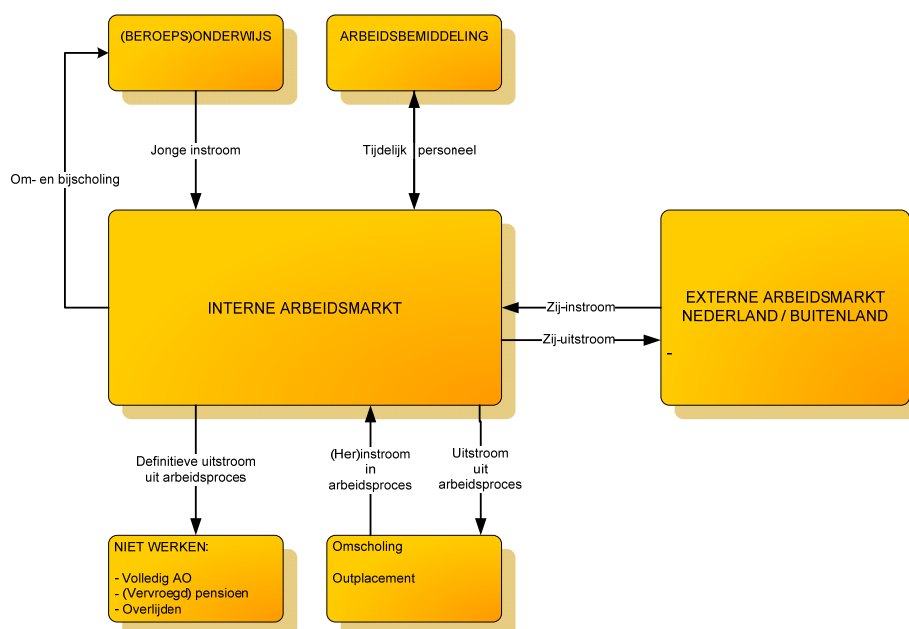 (BEROEPS)ONDERWIJS
ARBEIDSBEMIDDELING
Jonge instroom
Tijdelijk personeel
Om- en bijscholing
INTERNE ARBEIDSMARKT
EXTERNE ARBEIDSMARKT
NEDERLAND / BUITENLAND
-
Zij-instroom
Zij-uitstroom
Definitieve uitstroom
uit arbeidsproces
(Her)instroom
in
arbeidsproces
Uitstroom
uit
arbeidsproces
NIET WERKEN:
- Volledig AO
- (Vervroegd) pensioen
- Overlijden
Omscholing
Outplacement